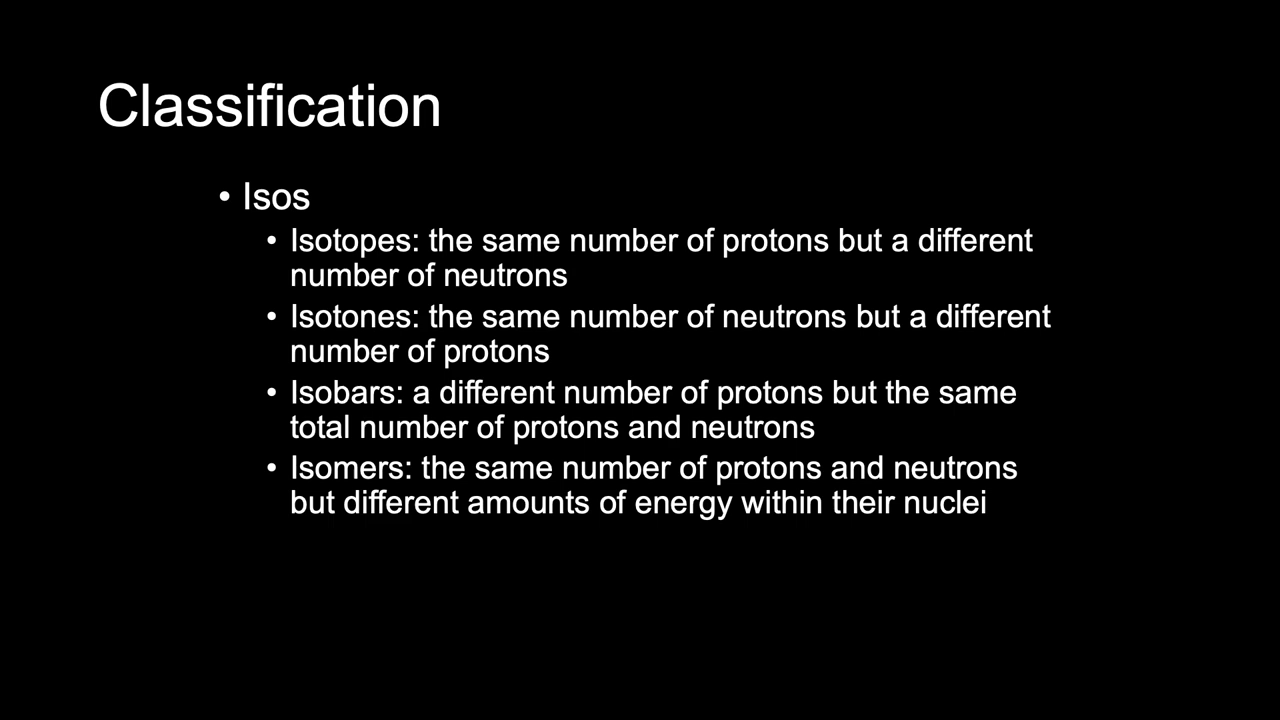 Classification
• Isos
• Isotopes: the same number of protons but a different
number of neutrons
• Isotones: the same number of neutrons but a different
number of protons
• Isobars: a different number of protons but the same
total number of protons and neutrons
• Isomers: the same number of protons and neutrons
but different amounts of energy within their nuclei